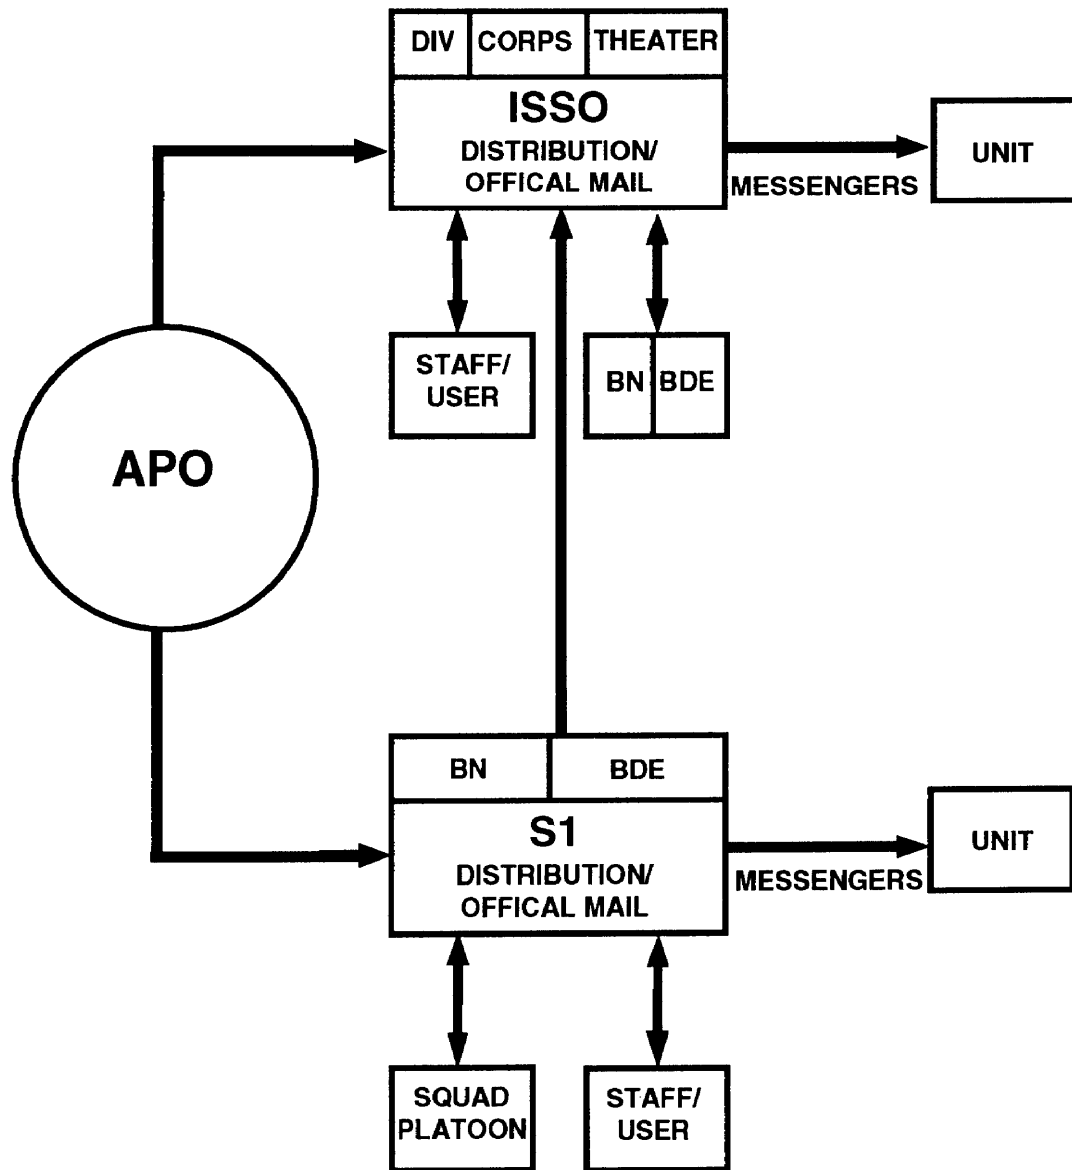 DIV CORPS THEATER
ISSO
DISTRIBUTION/
OFFICAL MAIL
MESSENGERS
UNIT
STAFF/
USER
BN BDE
APO
BN BDE
S1
DISTRIBUTION/
OFFICAL MAIL
MESSENGERS
UNIT
SQUAD
PLATOON
STAFF/
USER